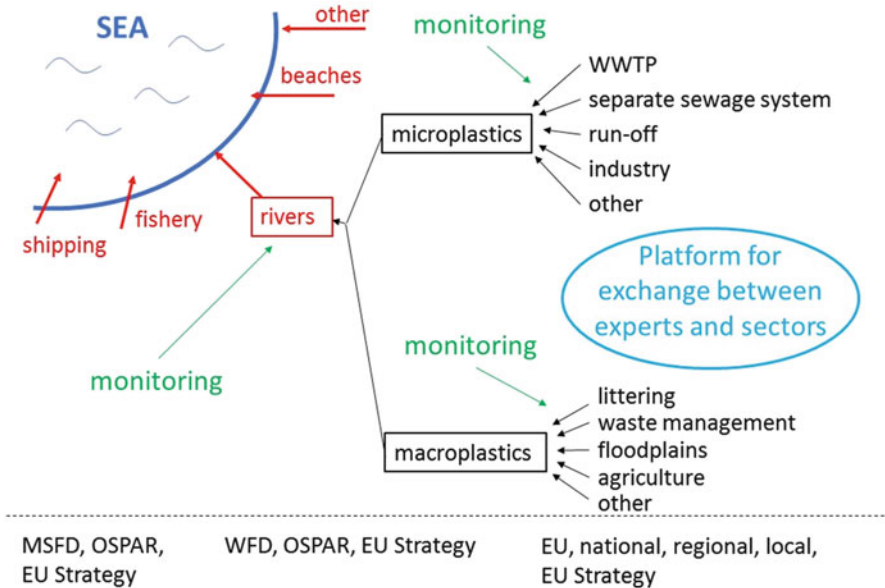 SEA
other
beaches
rivers
fishery
shipping
monitoring
monitoring
microplastics
WWTP
separate sewage system
run-off
industry
other
Platform for
exchange between
experts and sectors
monitoring
macroplastics
littering
waste management
floodplains
agriculture
other
MSFD, OSPAR,
EU Strategy
WFD, OSPAR, EU Strategy
EU, national, regional, local,
EU Strategy